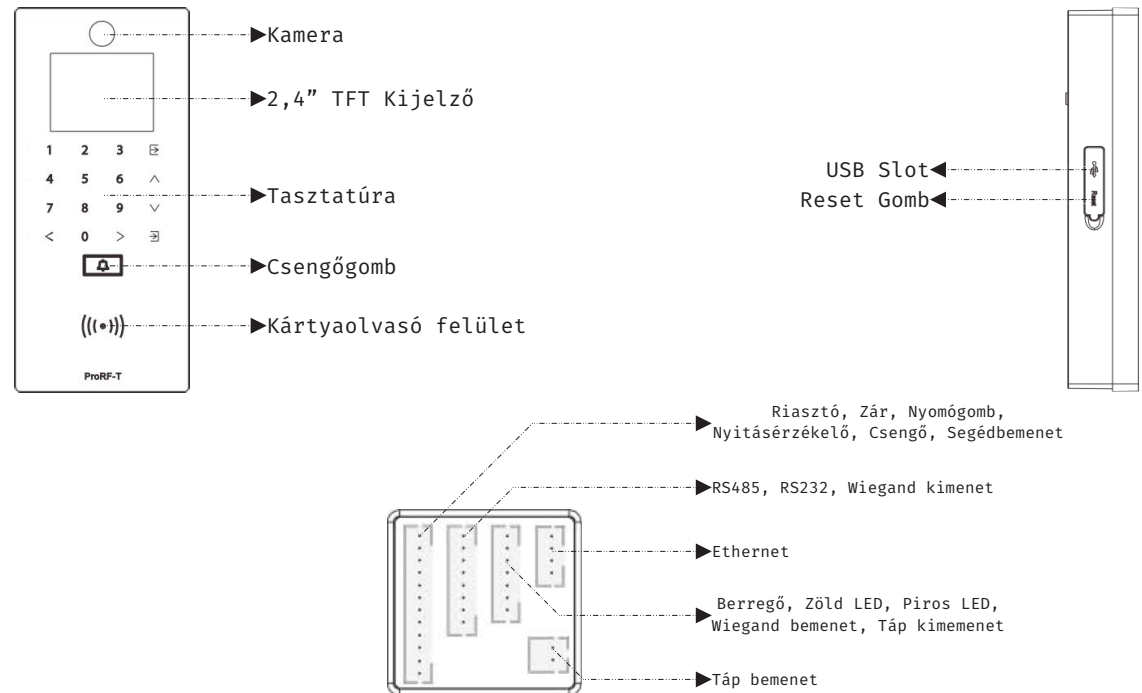 Kamera
2,4” TFT Kijelző
1 2 3
4 5 6
7 8 9
< 0 >
Tasztatúra
Csengőgomb
Kártyaolvasó felület
ProRF-T
USB Slot
Reset Gomb
Reset
Riasztó, Zár, Nyomógomb,
Nyitásérzékelő, Csengő, Segédbemenet
RS485, RS232, Wiegand kimenet
Ethernet
Berregő, Zöld LED, Piros LED,
Wiegand bemenet, Táp kimemenet
Táp bemenet